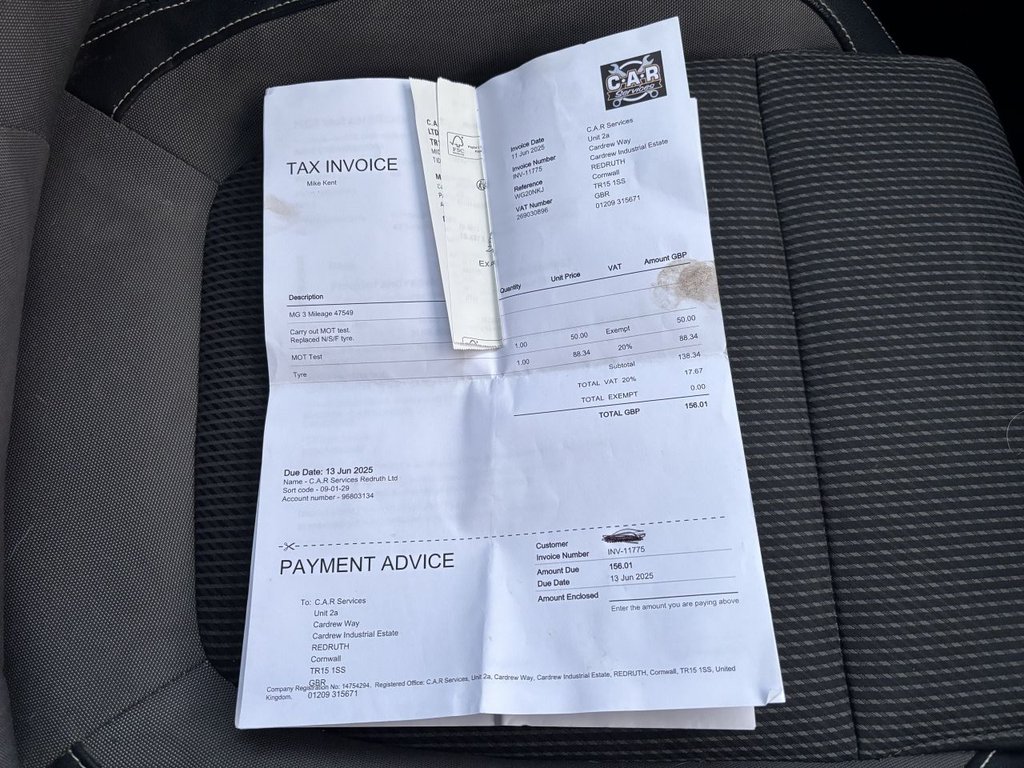 C.A.R
Services
TAX INVOICE
Mike Kent
C.A
LTD
TR1
FSC
Invoice Date
11 Jun 2025
Invoice Number
INV-11775
Reference
WG20NKJ
VAT Number
269030896
C.A.R Services
Unit 2a
Cardrew Way
Cardrew Industrial Estate
REDRUTH
Cornwall
TR15 1SS
GBR
01209 315671
Description Quantity Unit Price VAT Amount GBP
MG 3 Mileage 47549
Carry out MOT test.
Replaced N/S/F tyre.
MOT Test 1.00 50.00 Exempt 50.00
Tyre 1.00 88.34 20% 88.34
Subtotal 138.34
TOTAL VAT 20% 17.67
TOTAL EXEMPT 0.00
TOTAL GBP 156.01
Due Date: 13 Jun 2025
Name - C.A.R Services Redruth Ltd
Sort code - 09-01-29
Account number - 96803134
PAYMENT ADVICE
To: C.A.R Services
Unit 2a
Cardrew Way
Cardrew Industrial Estate
REDRUTH
Cornwall
TR15 1SS
GBR
01209 315671
Customer
Invoice Number INV-11775
Amount Due 156.01
Due Date 13 Jun 2025
Amount Enclosed
Enter the amount you are paying above
Company Registration No: 14754294. Registered Office: C.A.R Services, Unit 2a, Cardrew Way, Cardrew Industrial Estate, REDRUTH, Cornwall, TR15 1SS, United
Kingdom.